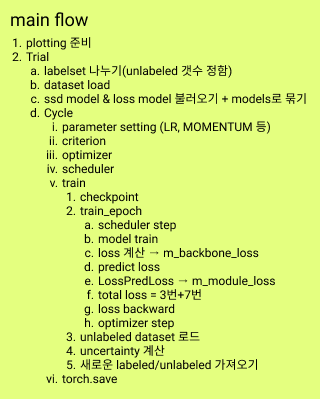 main flow
1. plotting 준비
2. Trial
a. labelset 나누기(unlabeled 갯수 정함)
b. dataset load
c. ssd model & loss model 불러오기 + models로 묶기
d. Cycle
i. parameter setting (LR, MOMENTUM 등)
ii. criterion
iii. optimizer
iv. scheduler
v. train
1. checkpoint
2. train_epoch
a. scheduler step
b. model train
c. loss 계산 → m_backbone_loss
d. predict loss
e. LossPredLoss → m_module_loss
f. total loss = 3번+7번
g. loss backward
h. optimizer step
3. unlabeled dataset 로드
4. uncertainty 계산
5. 새로운 labeled/unlabeled 가져오기
vi. torch.save